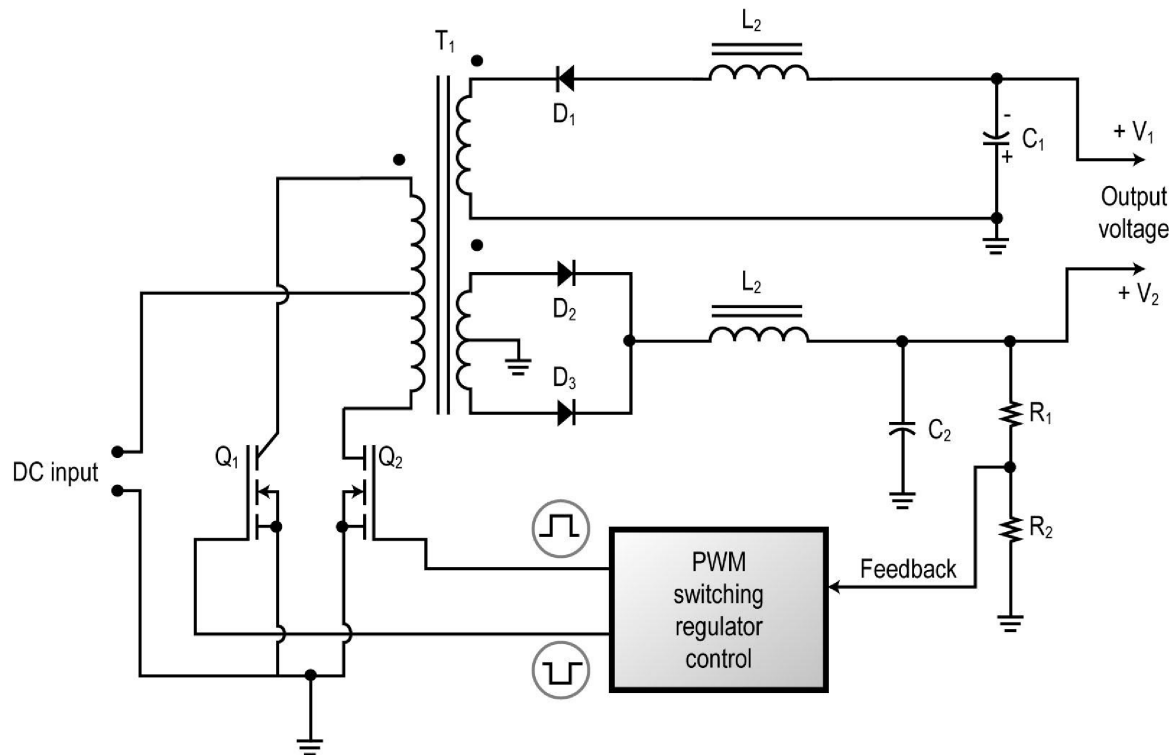 T₁
L₂
D₁
-
+
C₁
+ V₁
Output
voltage
+ V₂
D₂
L₂
D₃
C₂
R₁
R₂
DC input
Q₁
Q₂
PWM
switching
regulator
control
Feedback